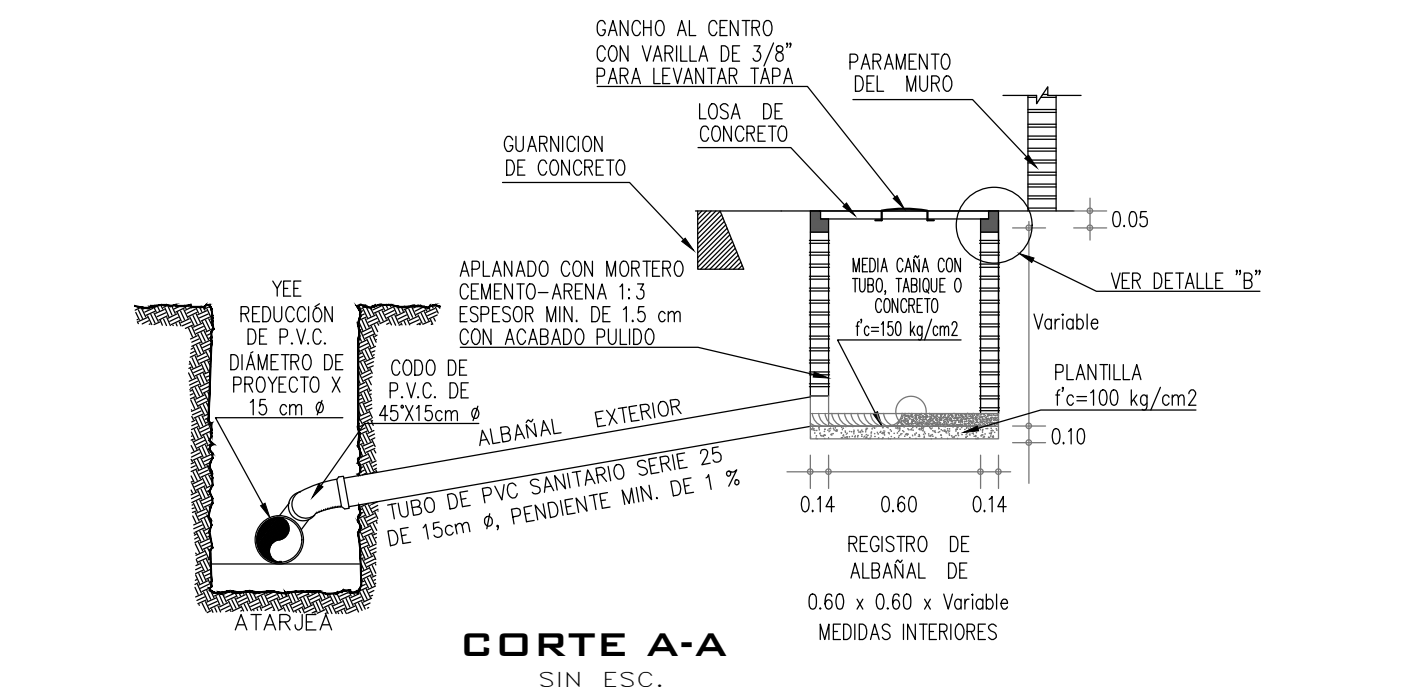 GANCHO AL CENTRO
CON VARILLA DE 3/8"
PARA LEVANTAR TAPA
PARAMENTO
DEL MURO
LOSA DE
CONCRETO
GUARNICION
DE CONCRETO
0.05
VER DETALLE "B"
APLANADO CON MORTERO
CEMENTO-ARENA 1:3
ESPESOR MIN. DE 1.5 cm
CON ACABADO PULIDO
MEDIA CAÑA CON
TUBO, TABIQUE O
CONCRETO
f'c=150 kg/cm2
Variable
YEE
REDUCCIÓN
DE P.V.C.
DIÁMETRO DE
PROYECTO X
15 cm ø
CODO DE
P.V.C. DE
45°X15cm ø
PLANTILLA
f'c=100 kg/cm2
0.10
ALBAÑAL EXTERIOR
TUBO DE PVC SANITARIO SERIE 25
DE 15cm ø, PENDIENTE MIN. DE 1 %
0.14 0.60 0.14
REGISTRO DE
ALBAÑAL DE
0.60 x 0.60 x Variable
MEDIDAS INTERIORES
ATARJEA
CORTE A-A
SIN ESC.